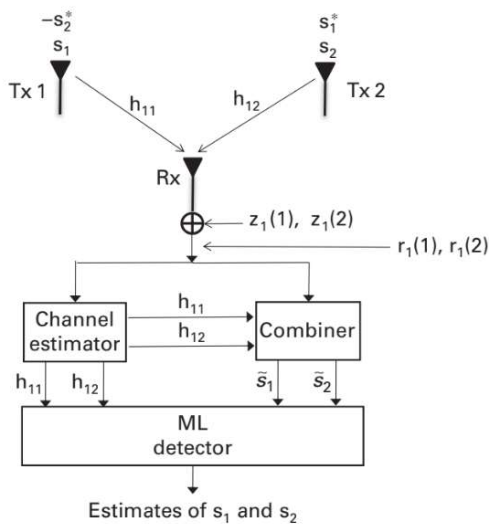 −s₂* s₁*
s₁ s₂
Tx 1 Tx 2
h₁₁ h₁₂
Rx
z₁(1), z₁(2)
r₁(1), r₁(2)
h₁₁
Channel estimator
h₁₂
Combiner
h₁₁ h₁₂ s̃₁ s̃₂
ML
detector
Estimates of s₁ and s₂